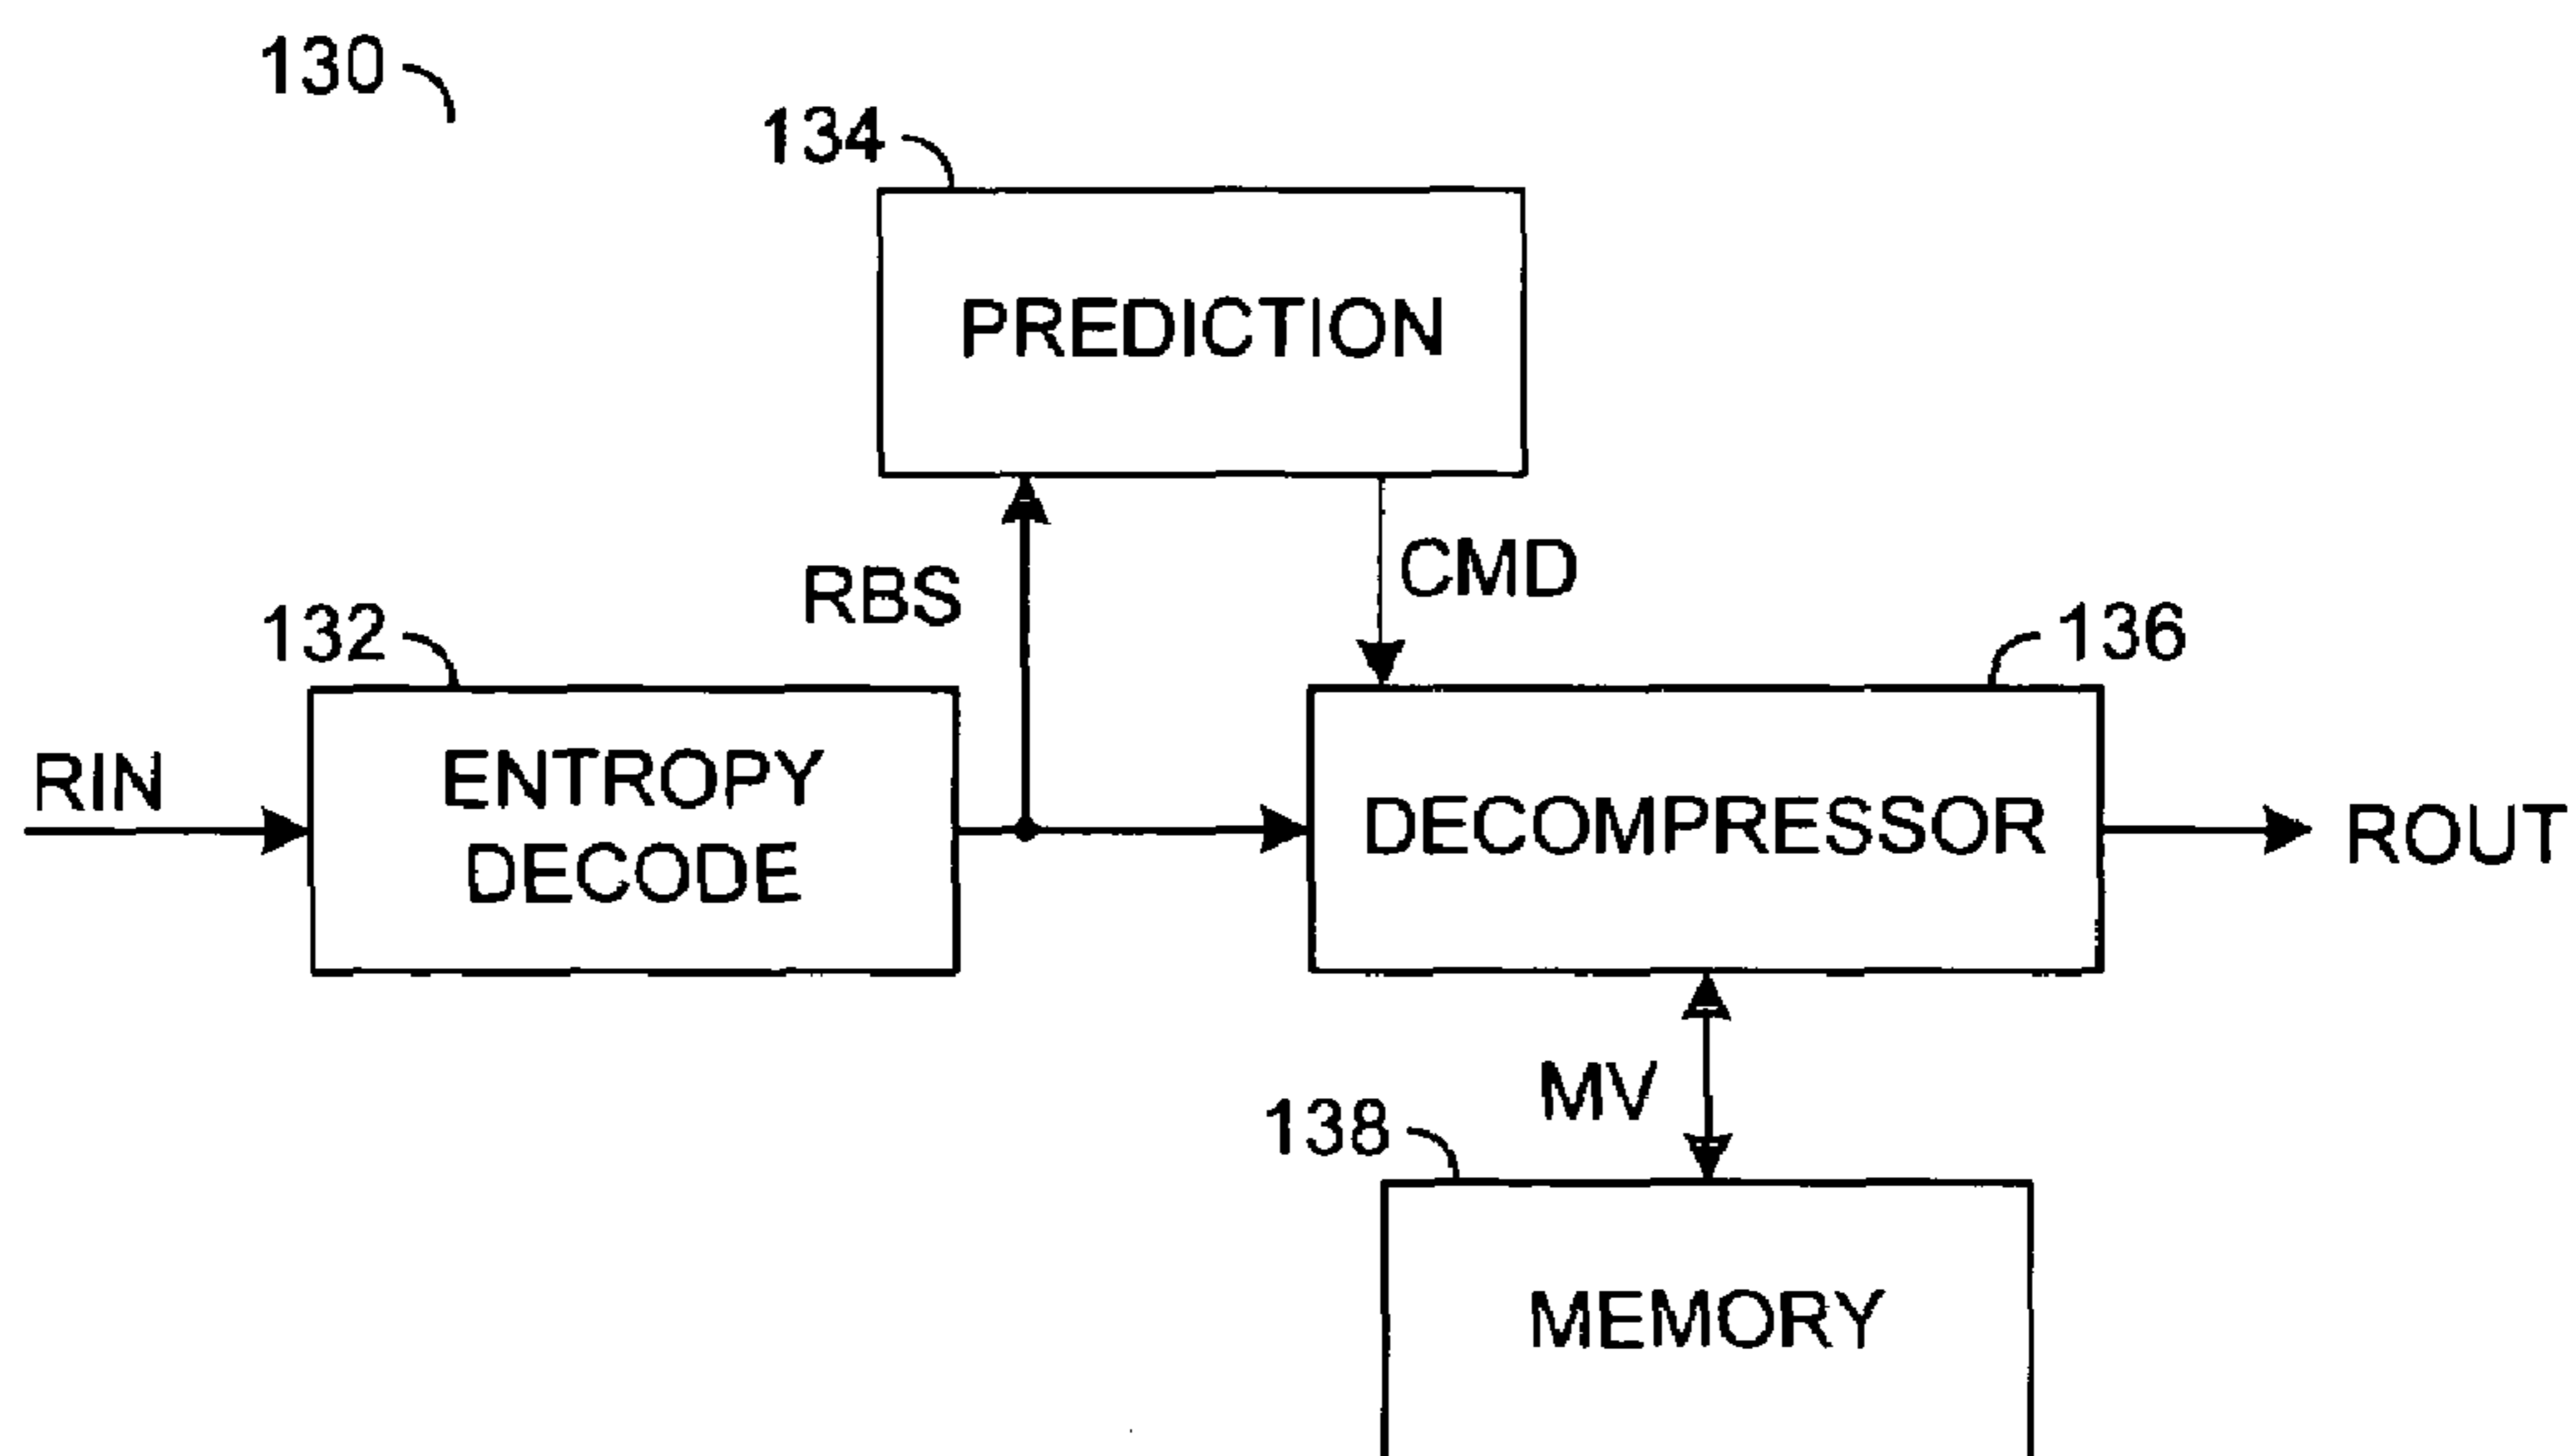 130
134
PREDICTION
RBS
CMD
132
136
RIN
ENTROPY
DECODE
DECOMPRESSOR
ROUT
MV
138
MEMORY